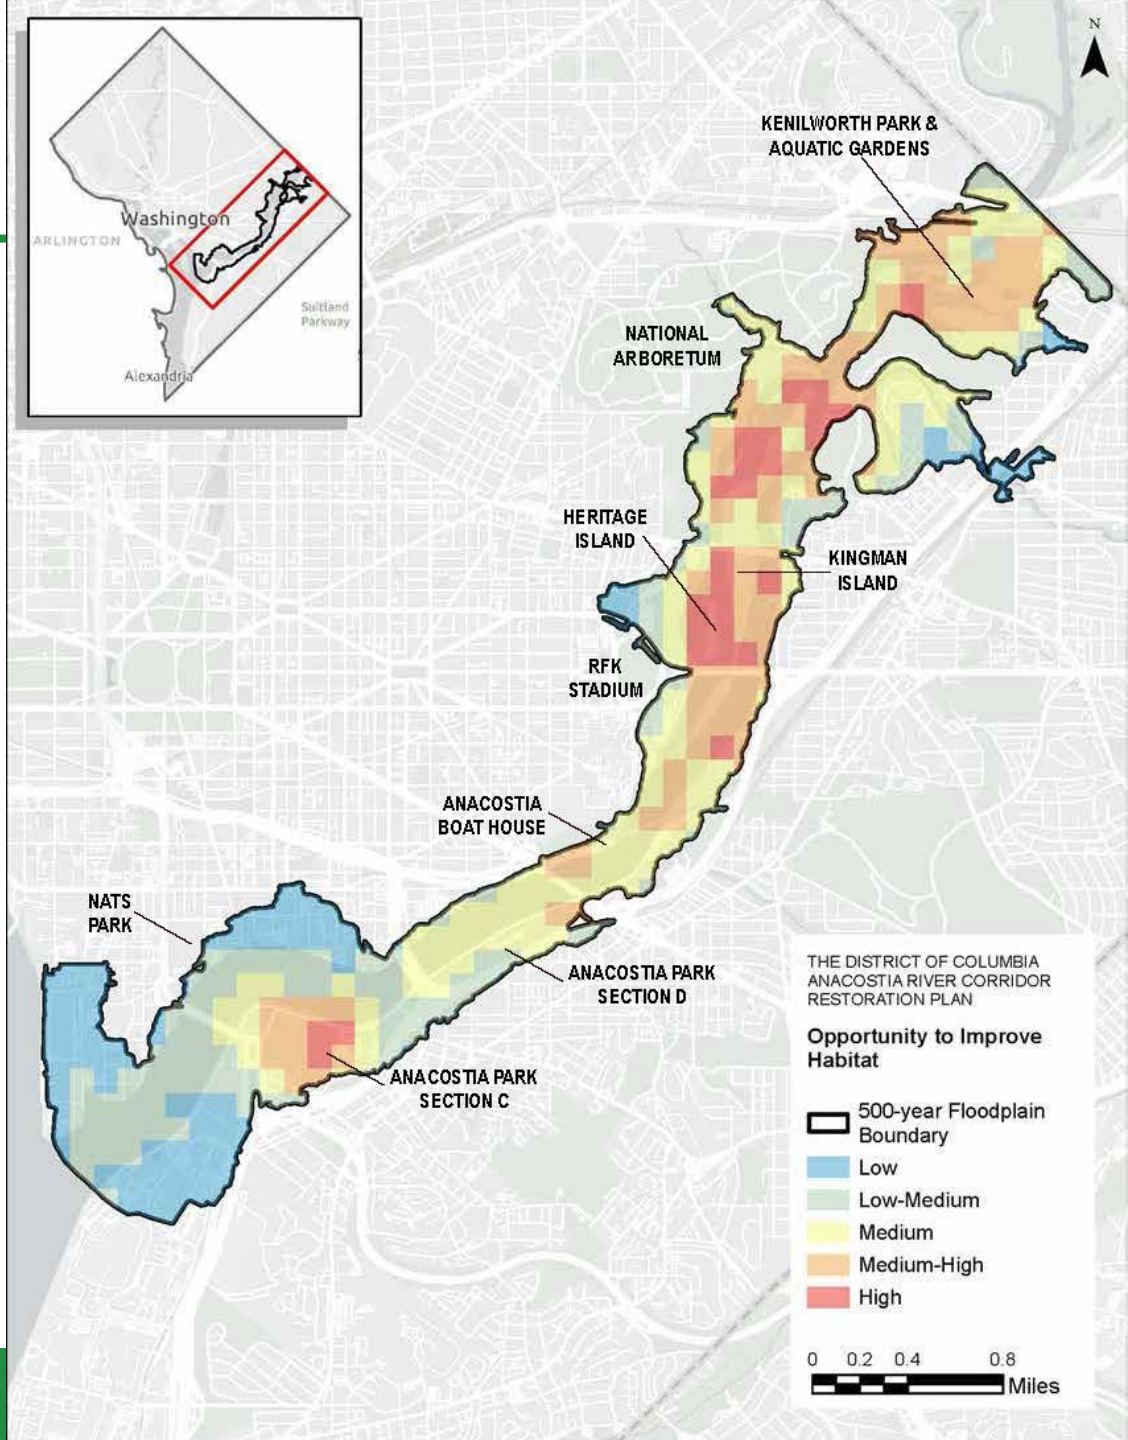 N
Washington
ARLINGTON
Suitland
Parkway
Alexandria
KENILWORTH PARK &
AQUATIC GARDENS
NATIONAL
ARBORETUM
HERITAGE
ISLAND
KINGMAN
ISLAND
RFK
STADIUM
ANACOSTIA
BOAT HOUSE
NATS
PARK
ANACOSTIA PARK
SECTION D
ANACOSTIA PARK
SECTION C
THE DISTRICT OF COLUMBIA
ANACOSTIA RIVER CORRIDOR
RESTORATION PLAN
Opportunity to Improve
Habitat
500-year Floodplain
Boundary
Low
Low-Medium
Medium
Medium-High
High
0 0.2 0.4 0.8
Miles